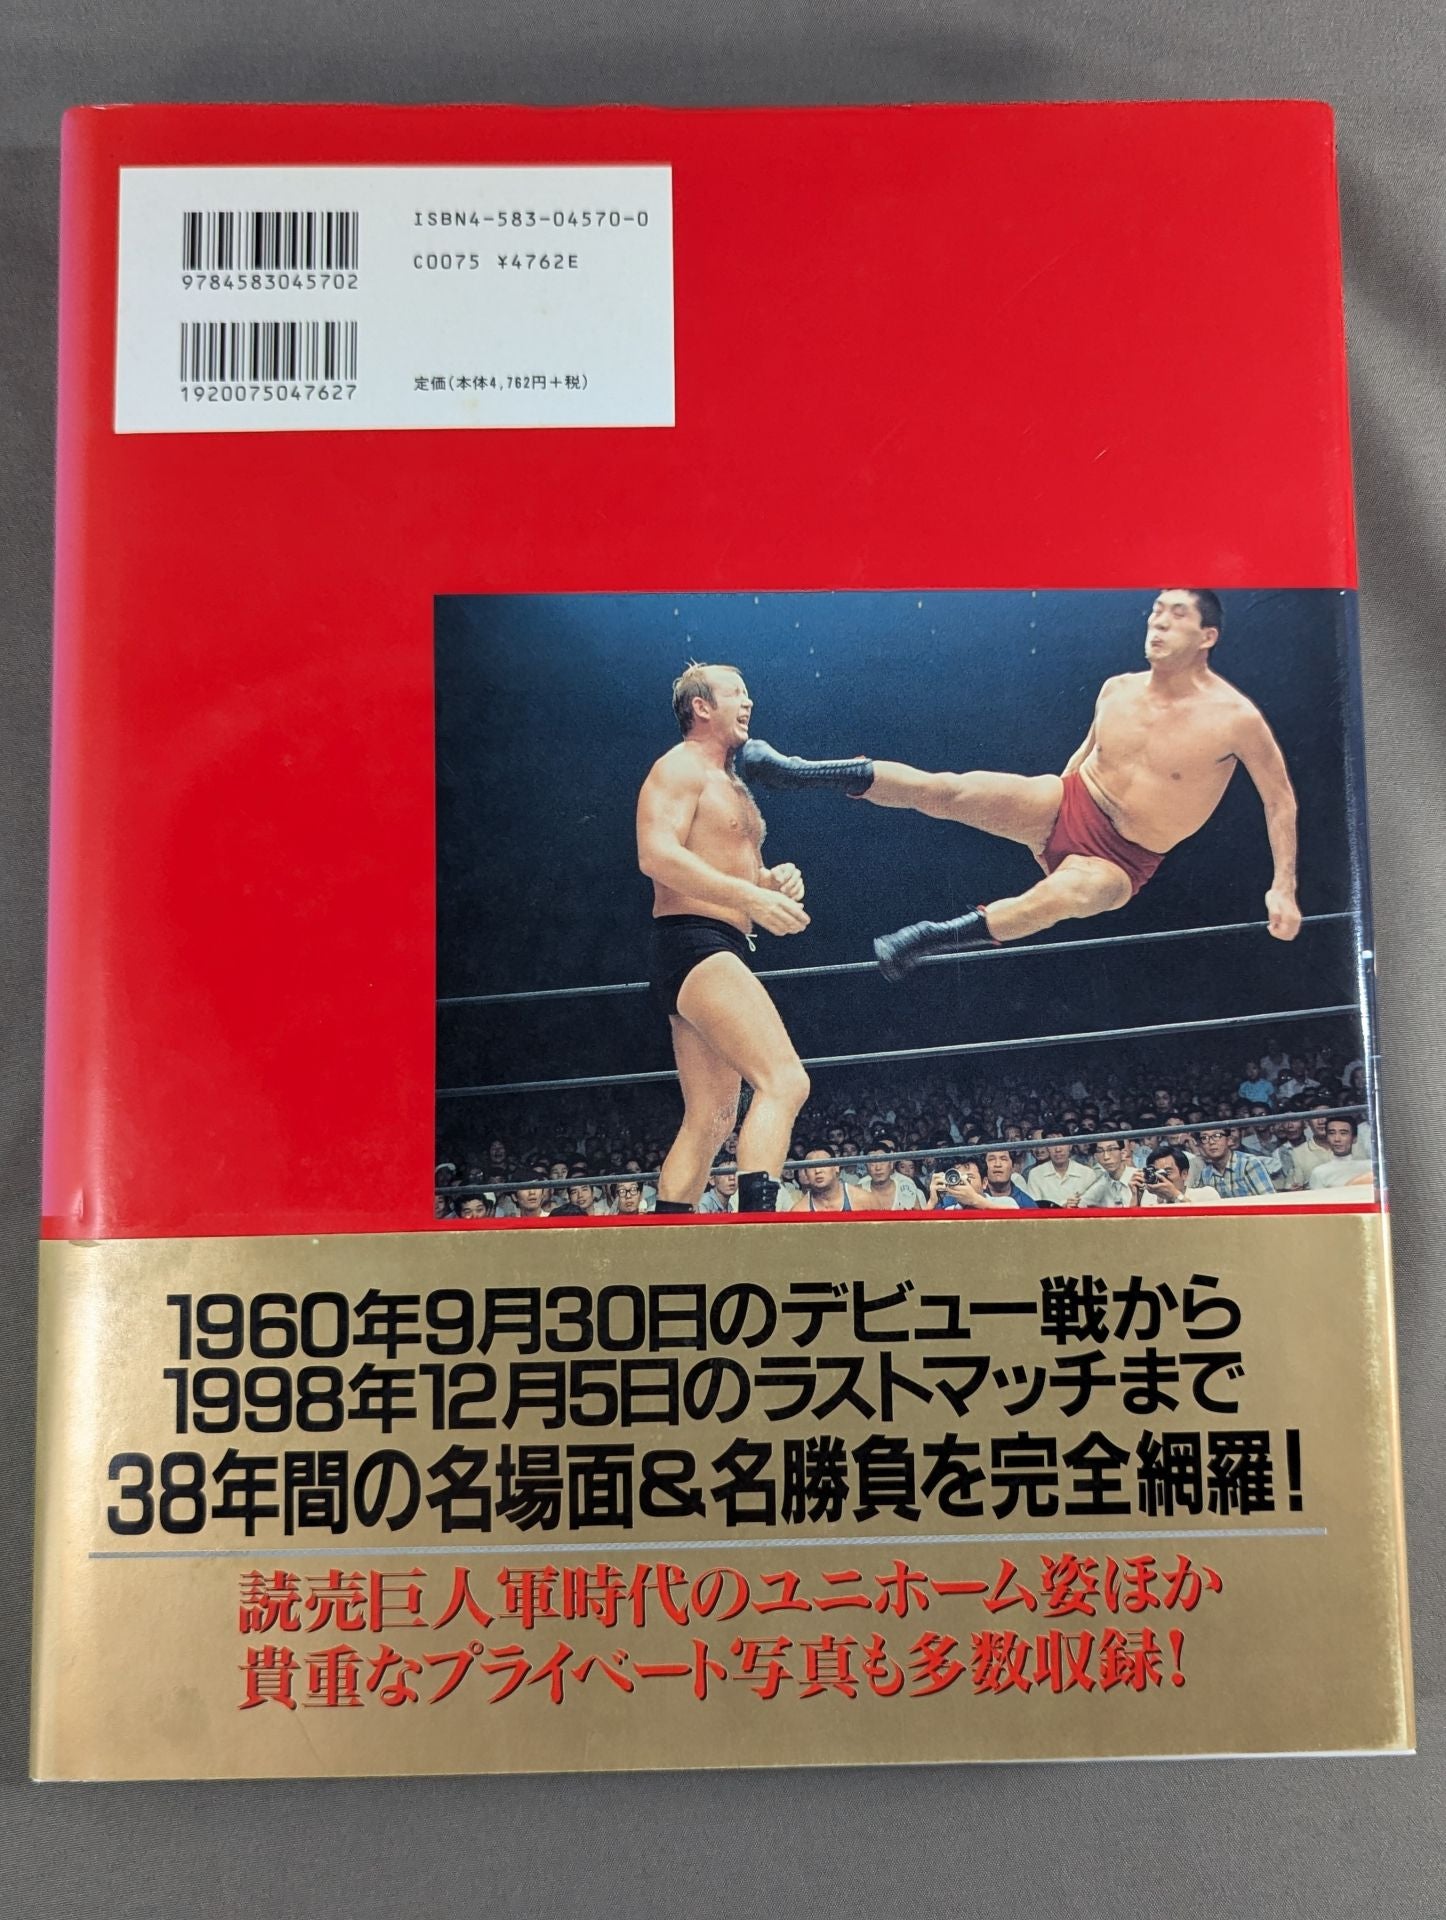 ISBN4-583-04570-0
C0075 ¥4762E
9784583045702
1920075047627
定価(本体4,762円+税)
1960年9月30日のデビュー戦から
1998年12月5日のラストマッチまで
38年間の名場面&名勝負を完全網羅!
読売巨人軍時代のユニホーム姿ほか
貴重なプライベート写真も多数収録!